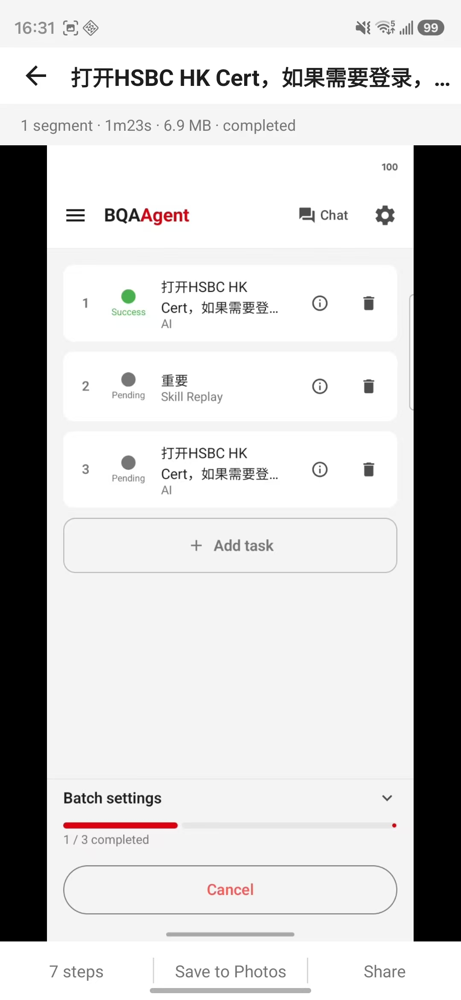 16:31
5
99
打开HSBC HK Cert，如果需要登录，...
1 segment · 1m23s · 6.9 MB · completed
100
BQAAgent
Chat
1
Success
打开HSBC HK
Cert，如果需要登...
AI
2
Pending
重要
Skill Replay
3
Pending
打开HSBC HK
Cert，如果需要登...
AI
+ Add task
Batch settings
1 / 3 completed
Cancel
7 steps
Save to Photos
Share